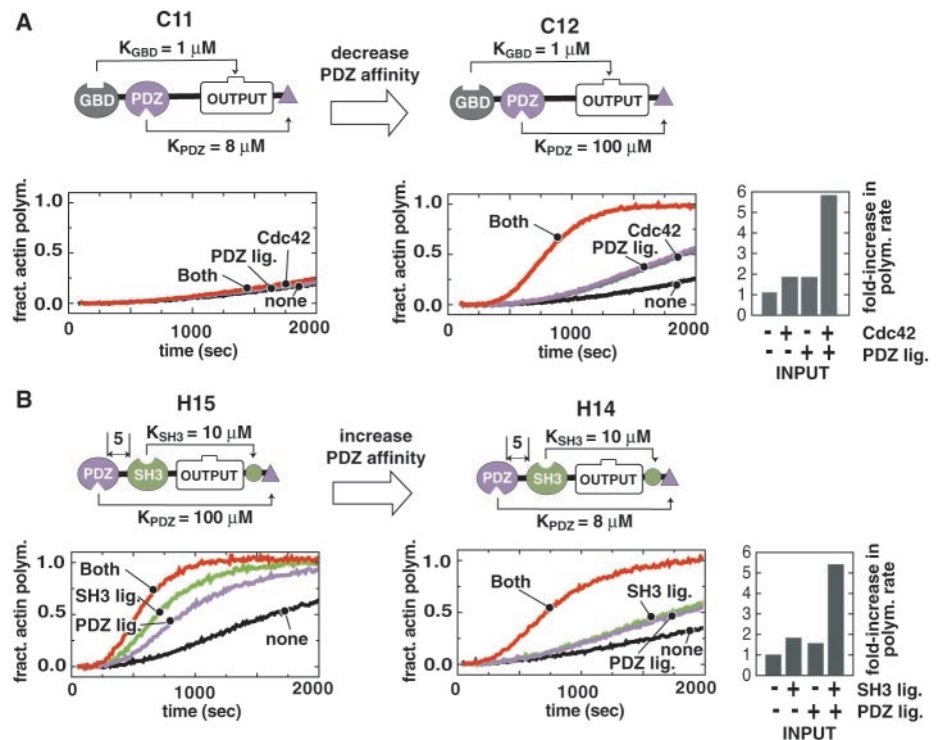 A
C11
C12
K_GBD = 1 μM
decrease
PDZ affinity
K_GBD = 1 μM
GBD PDZ OUTPUT
GBD PDZ OUTPUT
K_PDZ = 8 μM
K_PDZ = 100 μM
fract. actin polym.
1.0
0.5
0.0
Cdc42
PDZ lig.
Both
none
0 1000 2000
time (sec)
fract. actin polym.
1.0
0.5
0.0
Both
Cdc42
PDZ lig.
none
0 1000 2000
time (sec)
6
5
4
3
2
1
0
fold-increase in
polym. rate
- + - + Cdc42
- - + + PDZ lig.
INPUT
B
H15
H14
5
K_SH3 = 10 μM
increase
PDZ affinity
5
K_SH3 = 10 μM
PDZ SH3 OUTPUT
PDZ SH3 OUTPUT
K_PDZ = 100 μM
K_PDZ = 8 μM
fract. actin polym.
1.0
0.5
0.0
Both
SH3 lig.
PDZ lig.
none
0 1000 2000
time (sec)
fract. actin polym.
1.0
0.5
0.0
Both
SH3 lig.
none
PDZ lig.
0 1000 2000
time (sec)
6
5
4
3
2
1
0
fold-increase in
polym. rate
- + - + SH3 lig.
- - + + PDZ lig.
INPUT